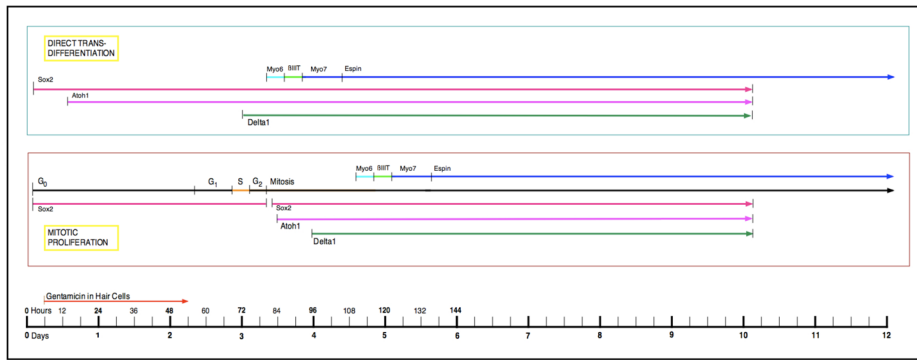 DIRECT TRANS-
DIFFERENTIATION
Myo6 BIIIT Myo7 Espin
Sox2
Atoh1
Delta1
Myo6 BIIIT Myo7 Espin
G0 G1 S G2 Mitosis
Sox2 Sox2
Atoh1
MITOTIC
PROLIFERATION
Delta1
Gentamicin in Hair Cells
0 Hours 12 24 36 48 60 72 84 96 108 120 132 144
0 Days 1 2 3 4 5 6 7 8 9 10 11 12